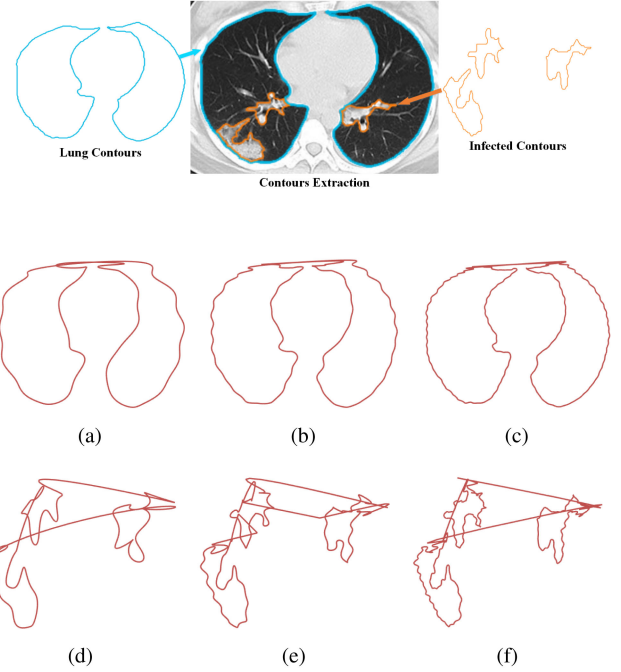 Lung Contours
Infected Contours
Contours Extraction
(a) (b) (c)
(d) (e) (f)